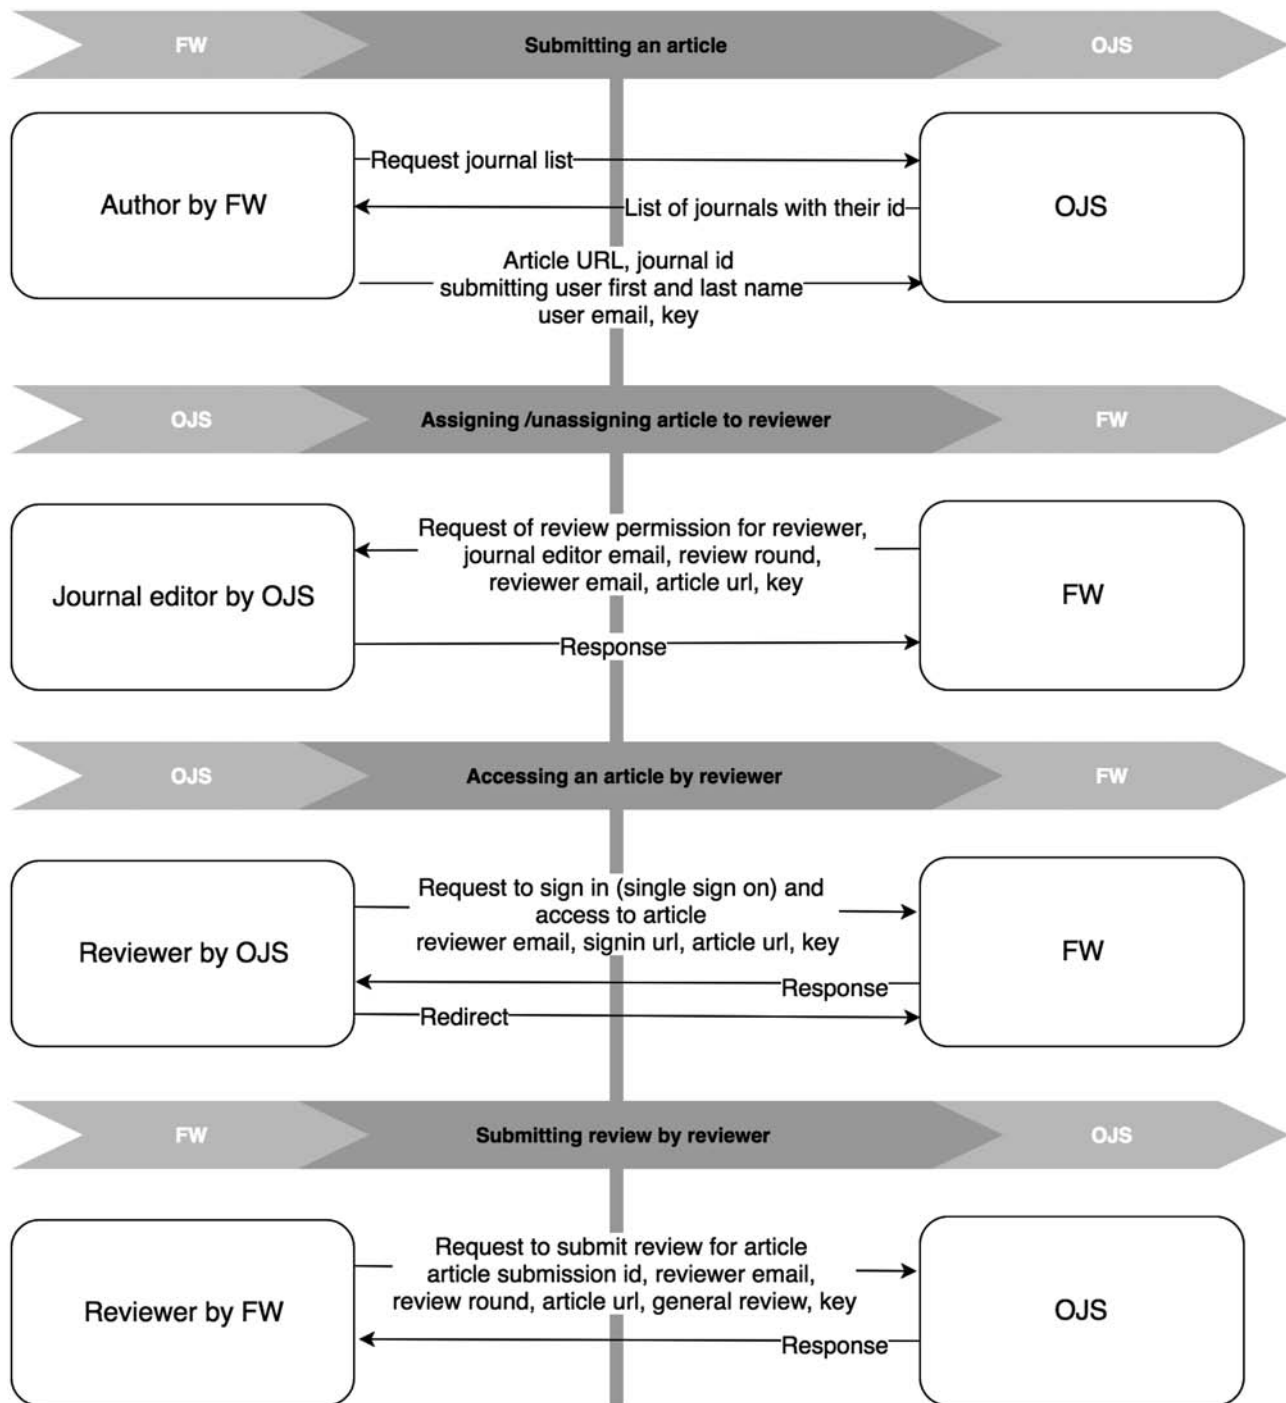 FW
Submitting an article
OJS
Author by FW
Request journal list
List of journals with their id
Article URL, journal id
submitting user first and last name
user email, key
OJS
OJS
Assigning /unassigning article to reviewer
FW
Journal editor by OJS
Request of review permission for reviewer,
journal editor email, review round,
reviewer email, article url, key
Response
FW
OJS
Accessing an article by reviewer
FW
Reviewer by OJS
Request to sign in (single sign on) and
access to article
reviewer email, signin url, article url, key
Response
Redirect
FW
FW
Submitting review by reviewer
OJS
Reviewer by FW
Request to submit review for article
article submission id, reviewer email,
review round, article url, general review, key
Response
OJS